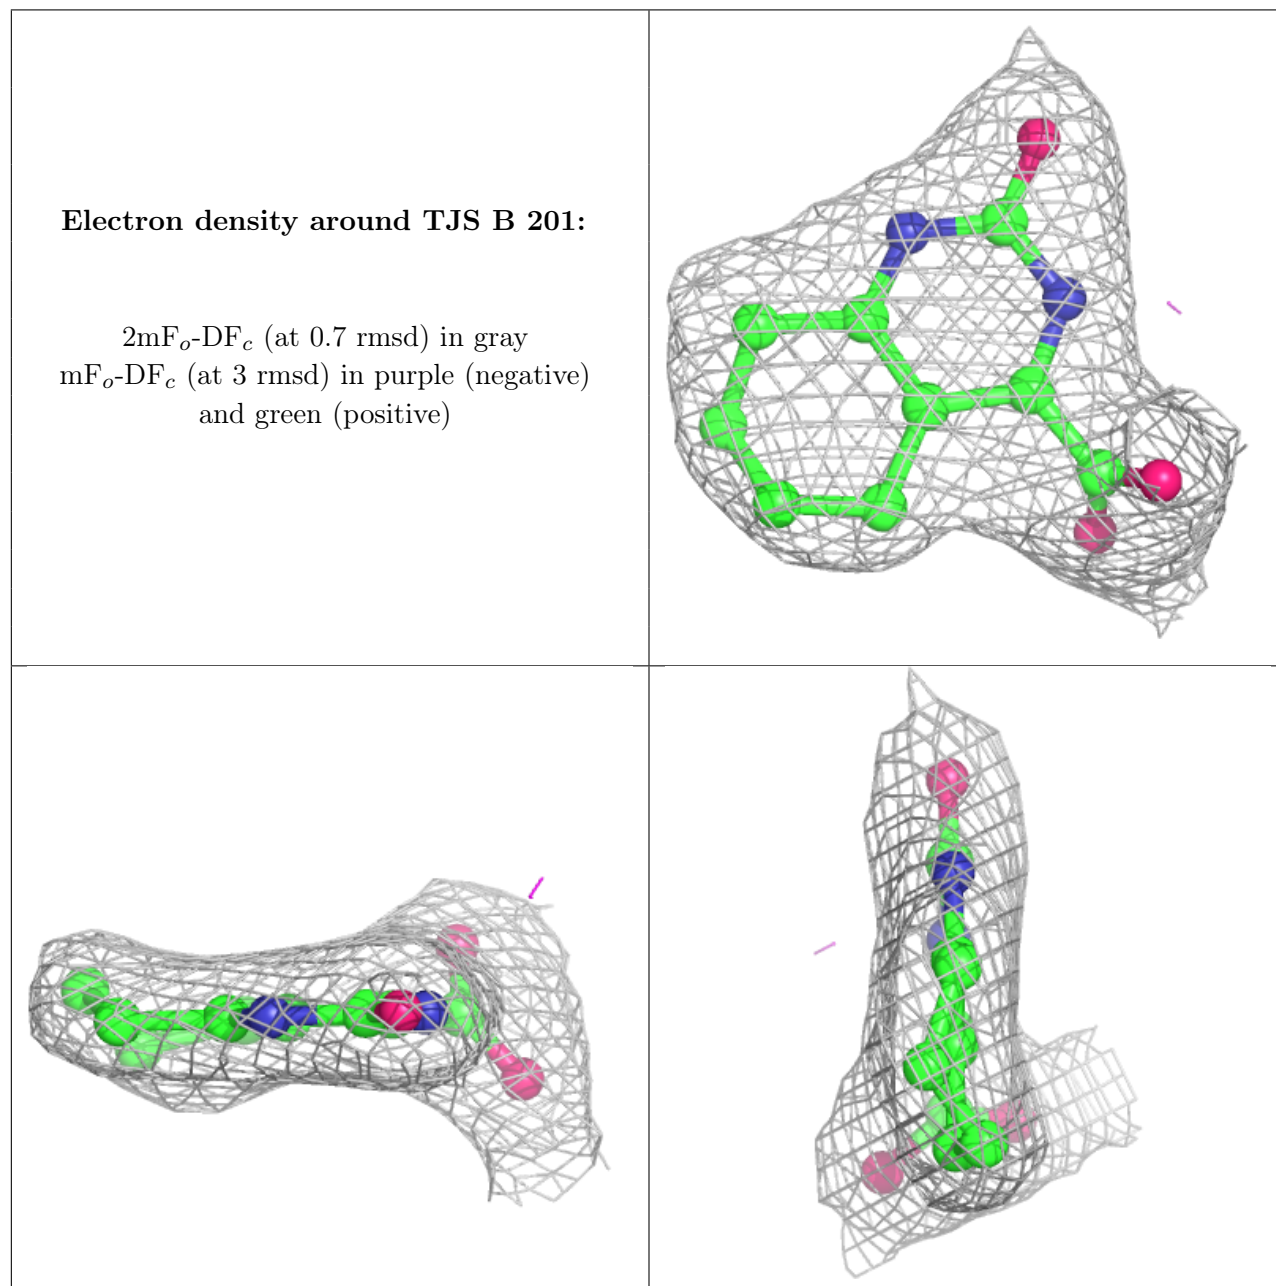 Electron density around TJS B 201:
2mFo-DFc (at 0.7 rmsd) in gray
mFo-DFc (at 3 rmsd) in purple (negative)
and green (positive)